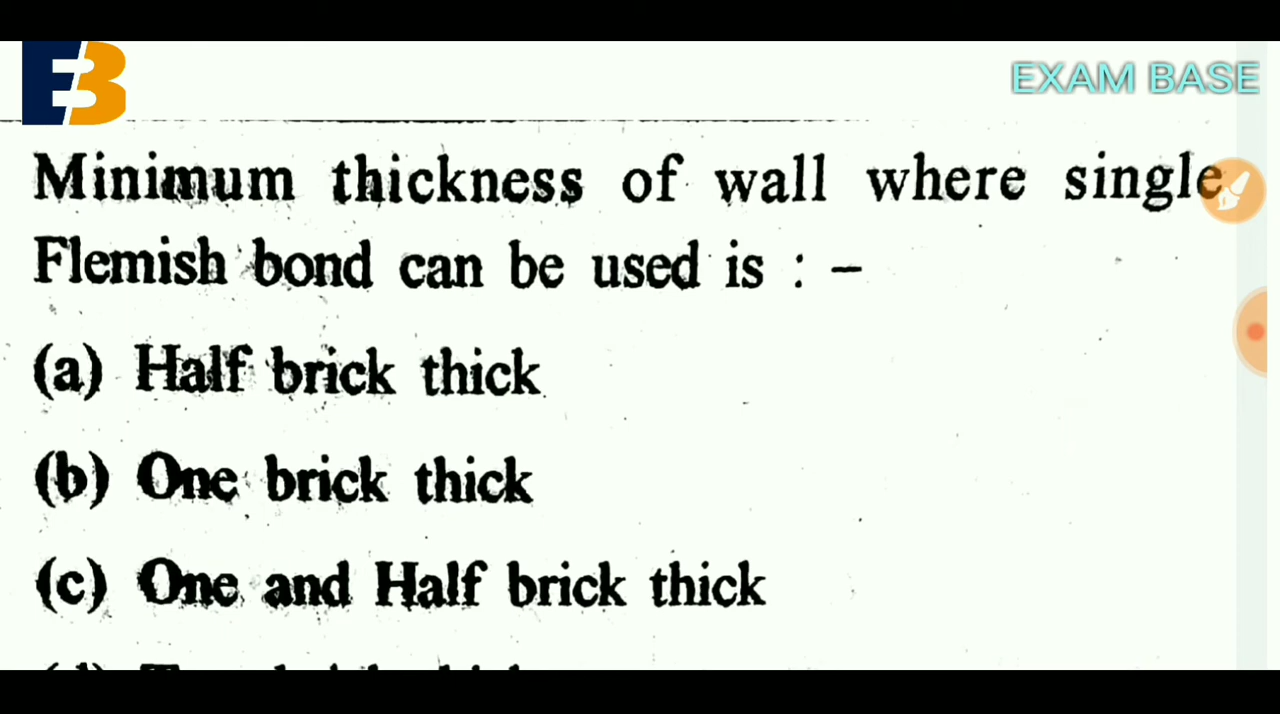 EB
EXAM BASE
Minimum thickness of wall where single
Flemish bond can be used is : –
(a) Half brick thick
(b) One brick thick
(c) One and Half brick thick